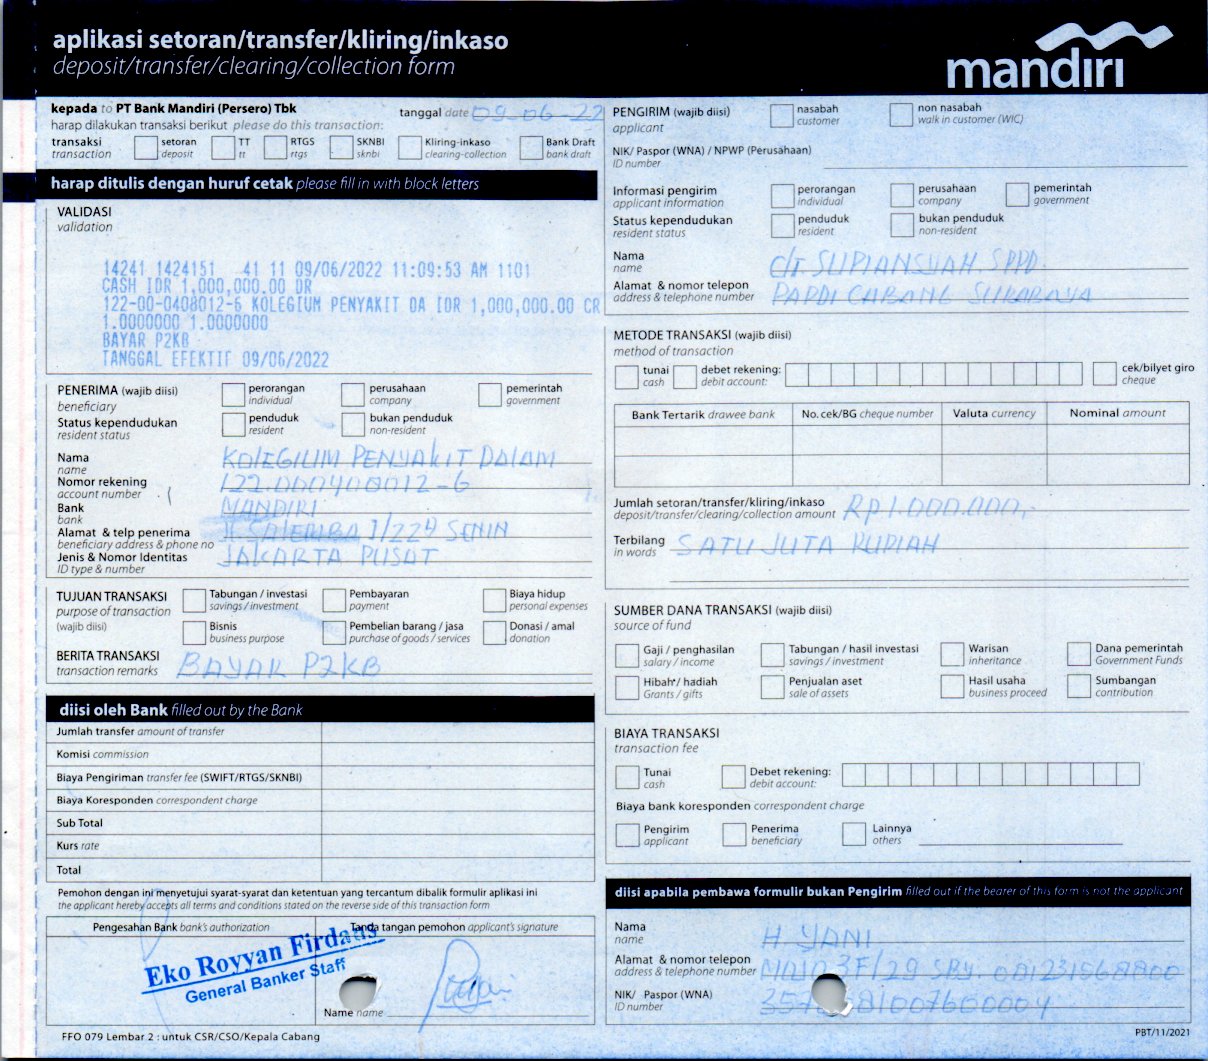 aplikasi setoran/transfer/kliring/inkaso
deposit/transfer/clearing/collection form
mandiri
kepada to PT Bank Mandiri (Persero) Tbk
tanggal date 09-06-22
harap dilakukan transaksi berikut please do this transaction:
transaksi setoran TT RTGS SKNBI Kliring-inkaso Bank Draft
transaction deposit tt rtgs sknbi clearing-collection bank draft
harap ditulis dengan huruf cetak please fill in with block letters
VALIDASI
validation
14241 1424151 41 11 09/06/2022 11:09:53 AM 1101
CASH IDR 1,000,000.00 DR
122-00-0408012-6 KOLEGIUM PENYAKIT DA IDR 1,000,000.00 CR
1.0000000 1.0000000
BAYAR P2KB
TANGGAL EFEKTIF 09/06/2022
PENERIMA (wajib diisi) perorangan perusahaan pemerintah
beneficiary individual company government
Status kependudukan penduduk bukan penduduk
resident status resident non-resident
Nama KOLEGIUM PENYAKIT DALAM
name
Nomor rekening 122.000400012-6
account number
Bank MANDIRI
bank
Alamat & telp penerima Jl. SALEMBA I/22A SENIN
beneficiary address & phone no
Jenis & Nomor Identitas JAKARTA PUSAT
ID type & number
TUJUAN TRANSAKSI Tabungan / investasi Pembayaran Biaya hidup
purpose of transaction savings / investment payment personal expenses
(wajib diisi) Bisnis Pembelian barang / jasa Donasi / amal
business purpose purchase of goods / services donation
BERITA TRANSAKSI BAYAR P2KB
transaction remarks
diisi oleh Bank filled out by the Bank
Jumlah transfer amount of transfer
Komisi commission
Biaya Pengiriman transfer fee (SWIFT/RTGS/SKNBI)
Biaya Koresponden correspondent charge
Sub Total
Kurs rate
Total
Pemohon dengan ini menyetujui syarat-syarat dan ketentuan yang tercantum dibalik formulir aplikasi ini
the applicant hereby accepts all terms and conditions stated on the reverse side of this transaction form
Pengesahan Bank bank's authorization Tanda tangan pemohon applicant's signature
Eko Royyan Firdaus
General Banker Staff
Name name
FFO 079 Lembar 2 : untuk CSR/CSO/Kepala Cabang
PENGIRIM (wajib diisi) nasabah non nasabah
applicant customer walk in customer (WIC)
NIK/ Paspor (WNA) / NPWP (Perusahaan)
ID number
Informasi pengirim perorangan perusahaan pemerintah
applicant information individual company government
Status kependudukan penduduk bukan penduduk
resident status resident non-resident
Nama dr. SUPIANSYAH. SPPD.
name
Alamat & nomor telepon PAPDI CABANG SURABAYA
address & telephone number
METODE TRANSAKSI (wajib diisi)
method of transaction
tunai debet rekening: cek/bilyet giro
cash debit account: cheque
Bank Tertarik drawee bank No.cek/BG cheque number Valuta currency Nominal amount
Jumlah setoran/transfer/kliring/inkaso Rp 1.000.000,-
deposit/transfer/clearing/collection amount
Terbilang SATU JUTA RUPIAH
in words
SUMBER DANA TRANSAKSI (wajib diisi)
source of fund
Gaji / penghasilan Tabungan / hasil investasi Warisan Dana pemerintah
salary / income savings / investment inheritance Government Funds
Hibah / hadiah Penjualan aset Hasil usaha Sumbangan
Grants / gifts sale of assets business proceed contribution
BIAYA TRANSAKSI
transaction fee
Tunai Debet rekening:
cash debit account:
Biaya bank koresponden correspondent charge
Pengirim Penerima Lainnya
applicant beneficiary others
diisi apabila pembawa formulir bukan Pengirim filled out if the bearer of this form is not the applicant
Nama H YANI
name
Alamat & nomor telepon
address & telephone number
NIK/ Paspor (WNA)
ID number
PBT/11/2021